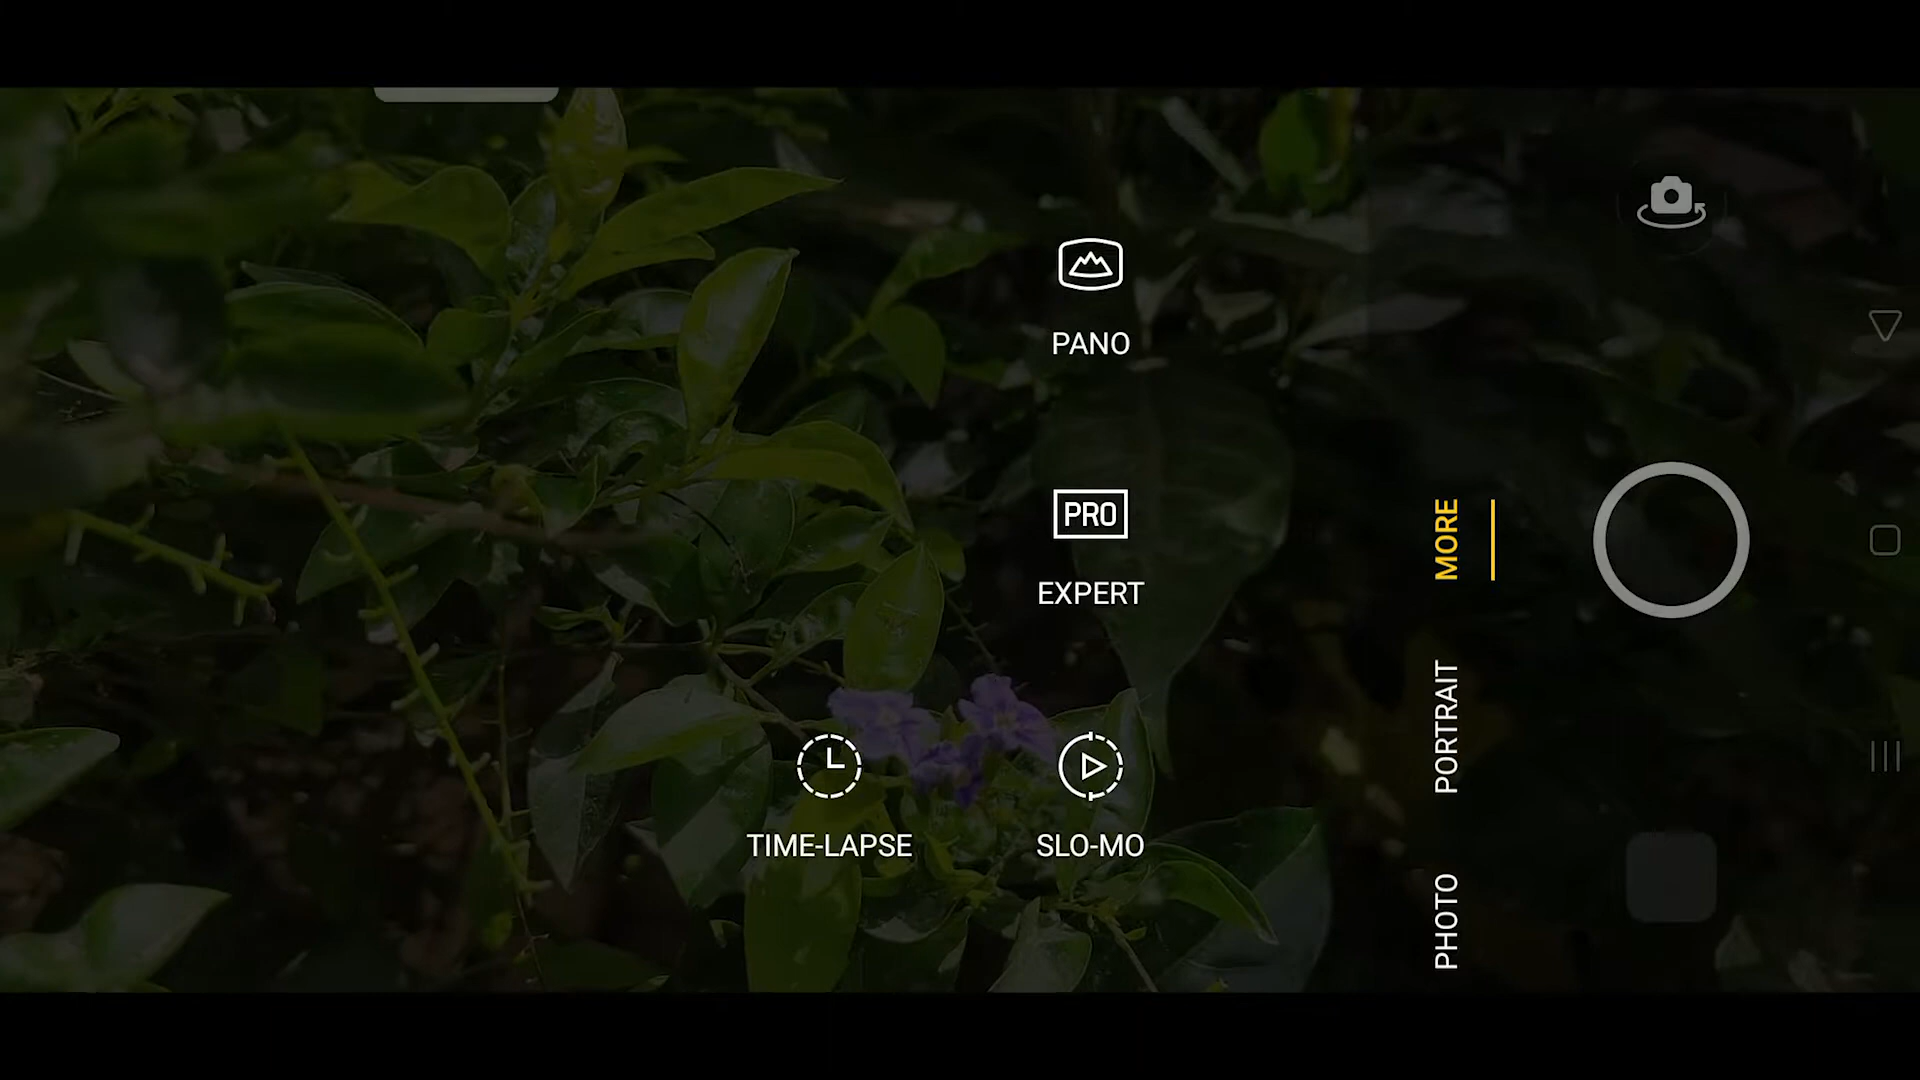 PANO
PRO
EXPERT
TIME-LAPSE
SLO-MO
MORE
PORTRAIT
PHOTO